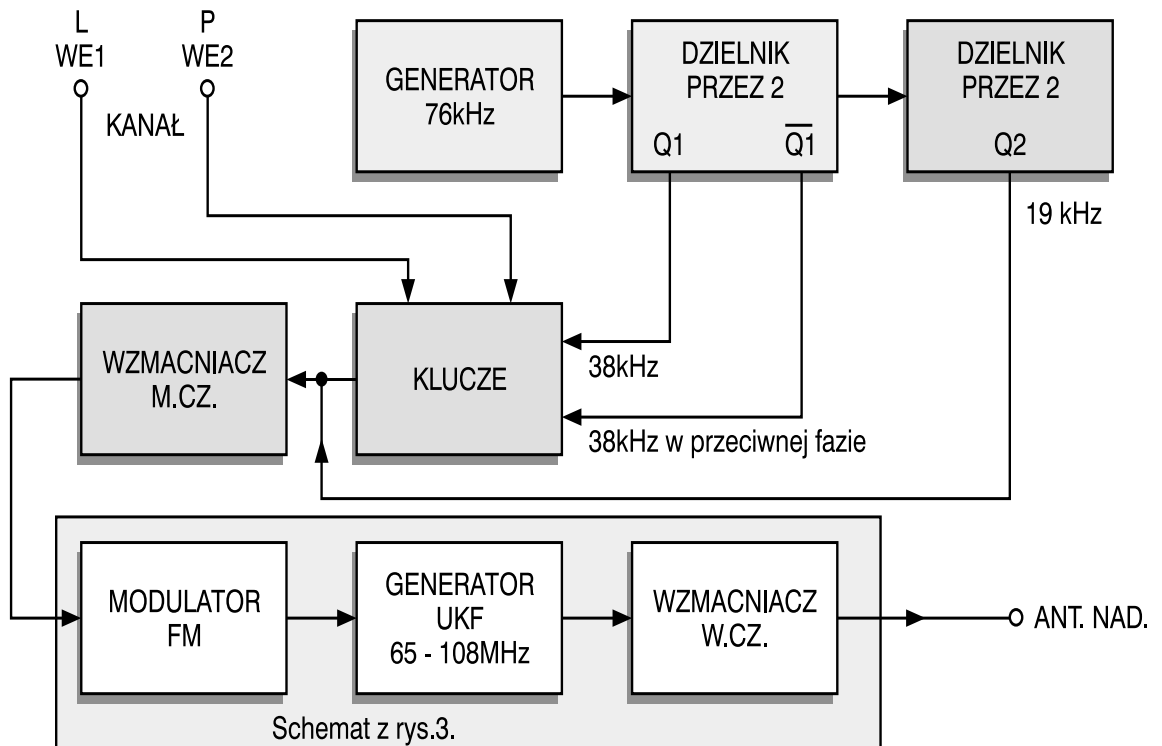 L
WE1
P
WE2
KANAŁ
GENERATOR
76kHz
DZIELNIK
PRZEZ 2
Q1
Q1
DZIELNIK
PRZEZ 2
Q2
19 kHz
WZMACNIACZ
M.CZ.
KLUCZE
38kHz
38kHz w przeciwnej fazie
MODULATOR
FM
GENERATOR
UKF
65 - 108MHz
WZMACNIACZ
W.CZ.
ANT. NAD.
Schemat z rys.3.